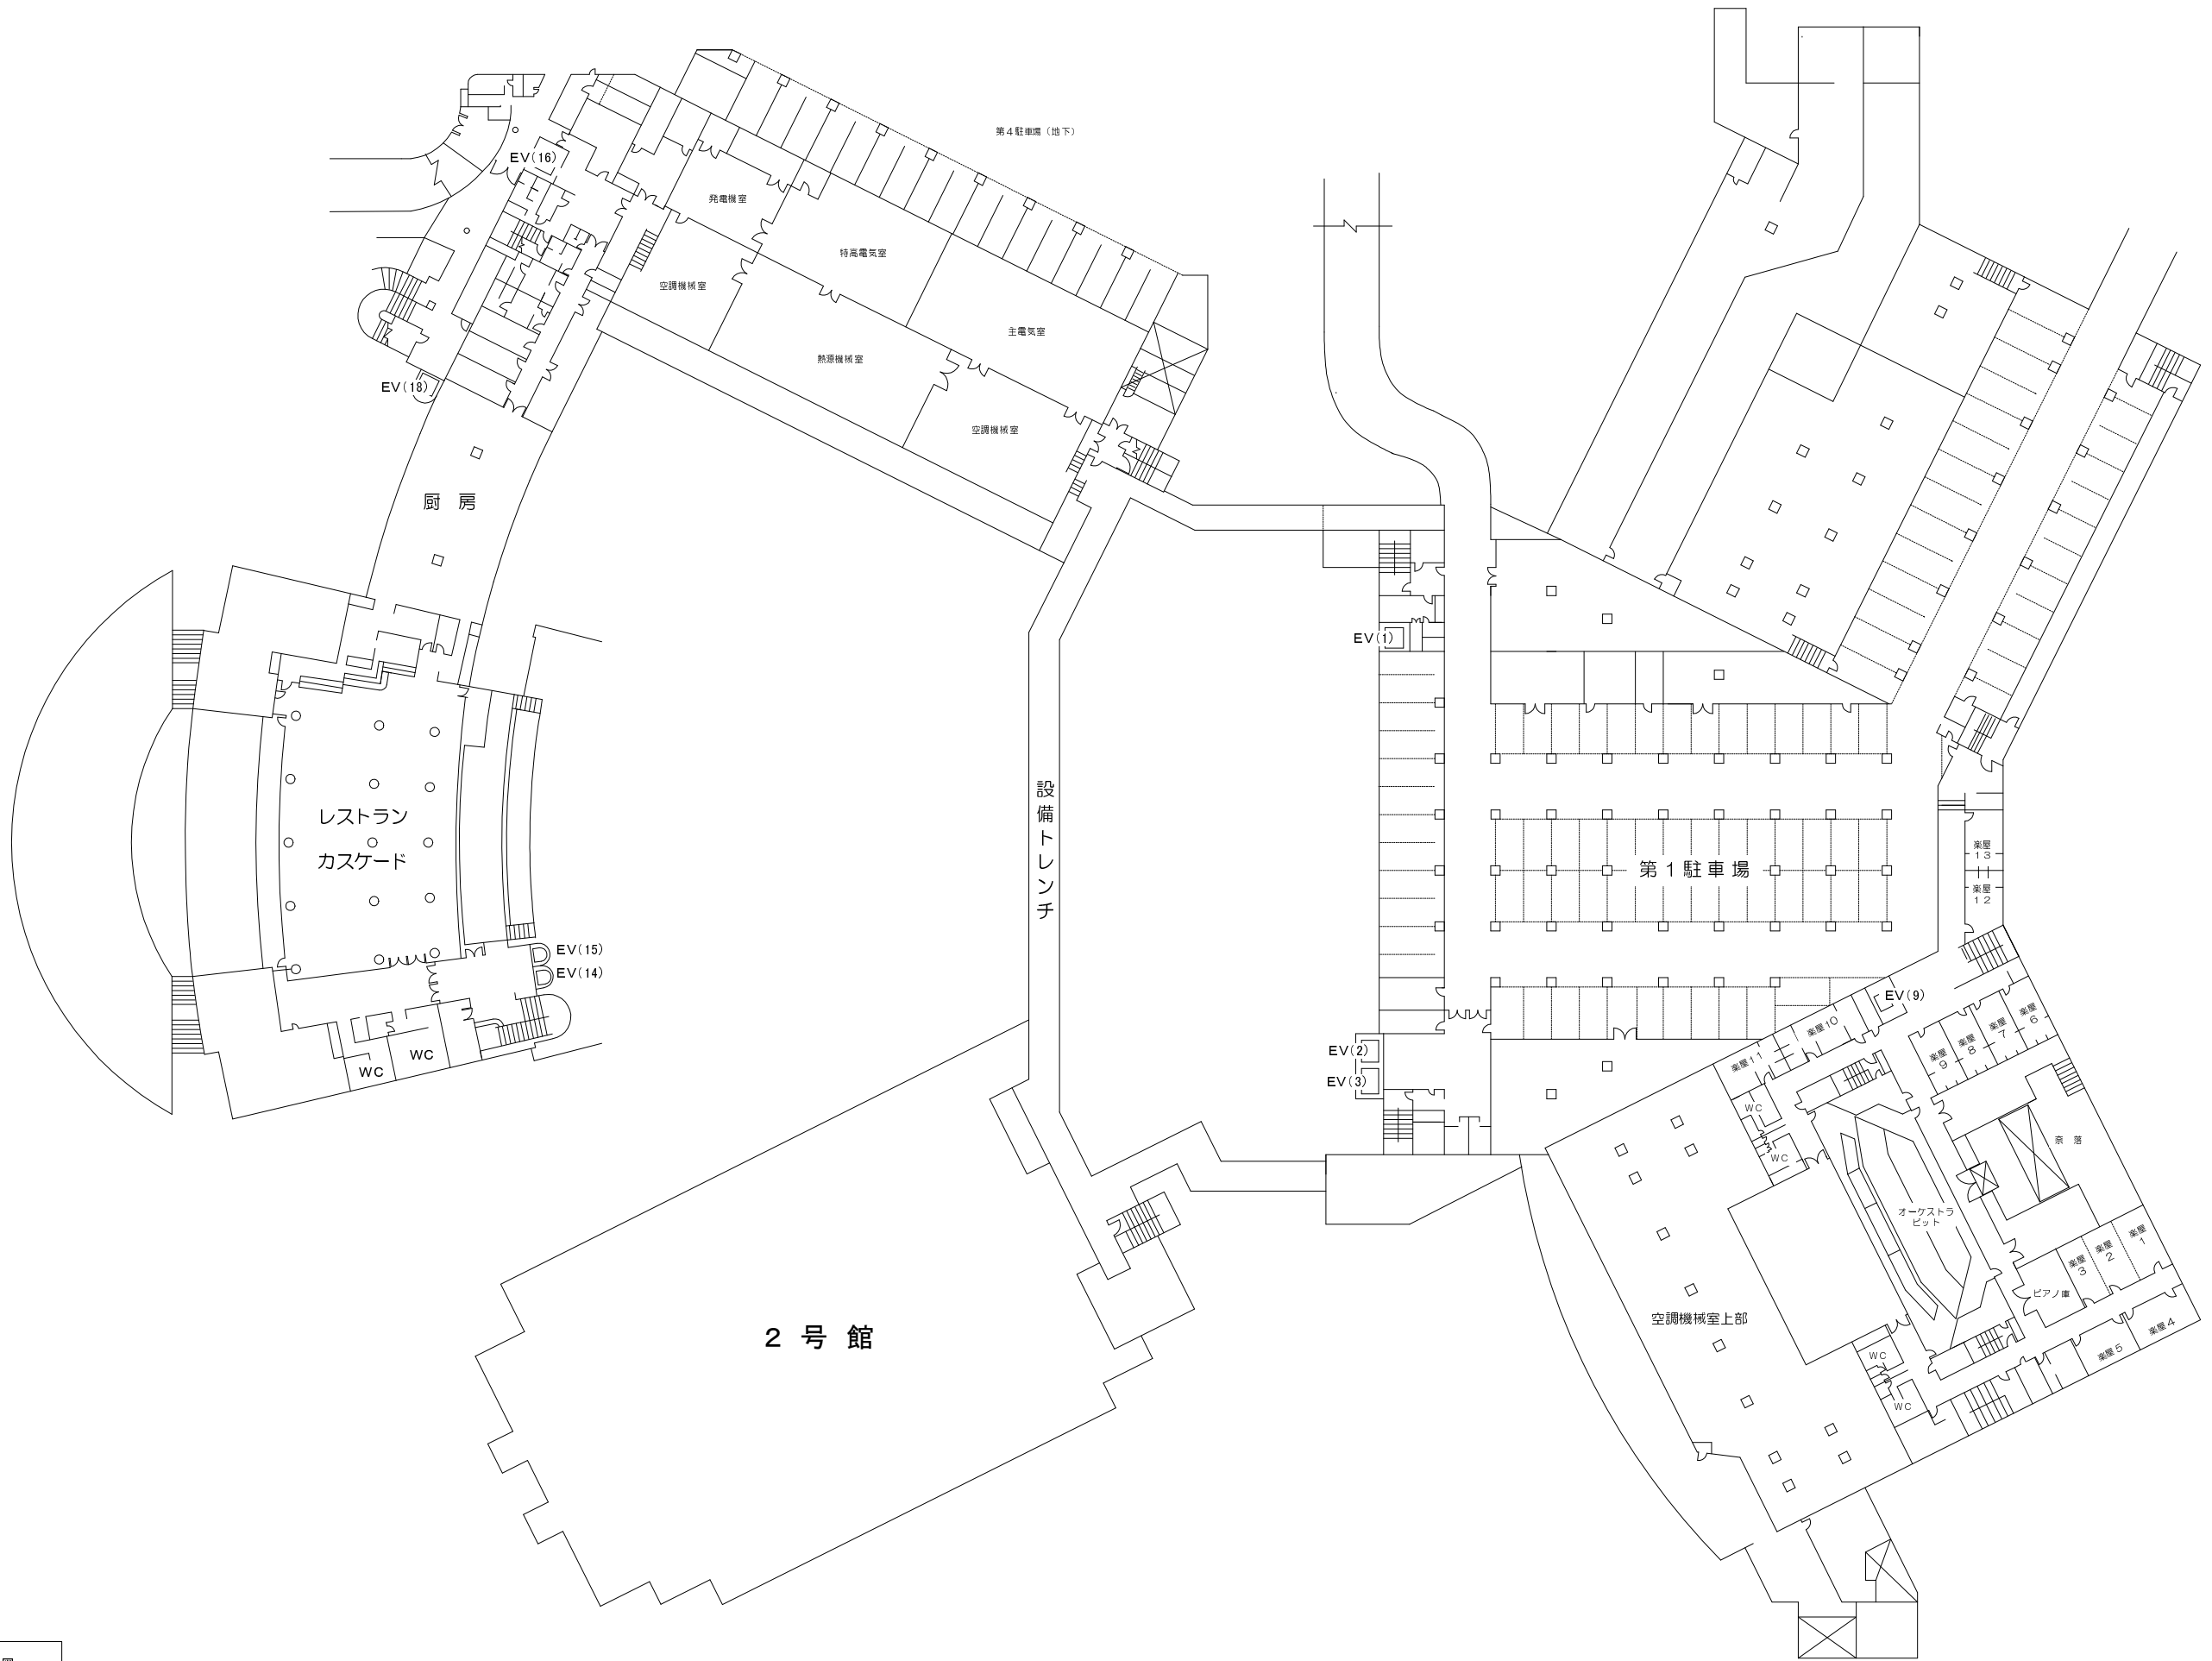 第4駐車場（地下）
EV(16)
発電機室
特高電気室
空調機械室
主電気室
熱源機械室
EV(18)
空調機械室
厨　房
EV(1)
設備トレンチ
レストラン
カスケード
第１駐車場
楽屋
13
楽屋
12
EV(15)
EV(14)
EV(9)
楽屋10
楽屋11
楽屋
9
楽屋
8
楽屋
7
楽屋
6
EV(2)
EV(3)
WC
WC
WC
WC
奈　落
オーケストラ
ピット
楽屋
3
楽屋
2
楽屋
1
ピアノ庫
空調機械室上部
楽屋4
楽屋5
２　号　館
WC
WC